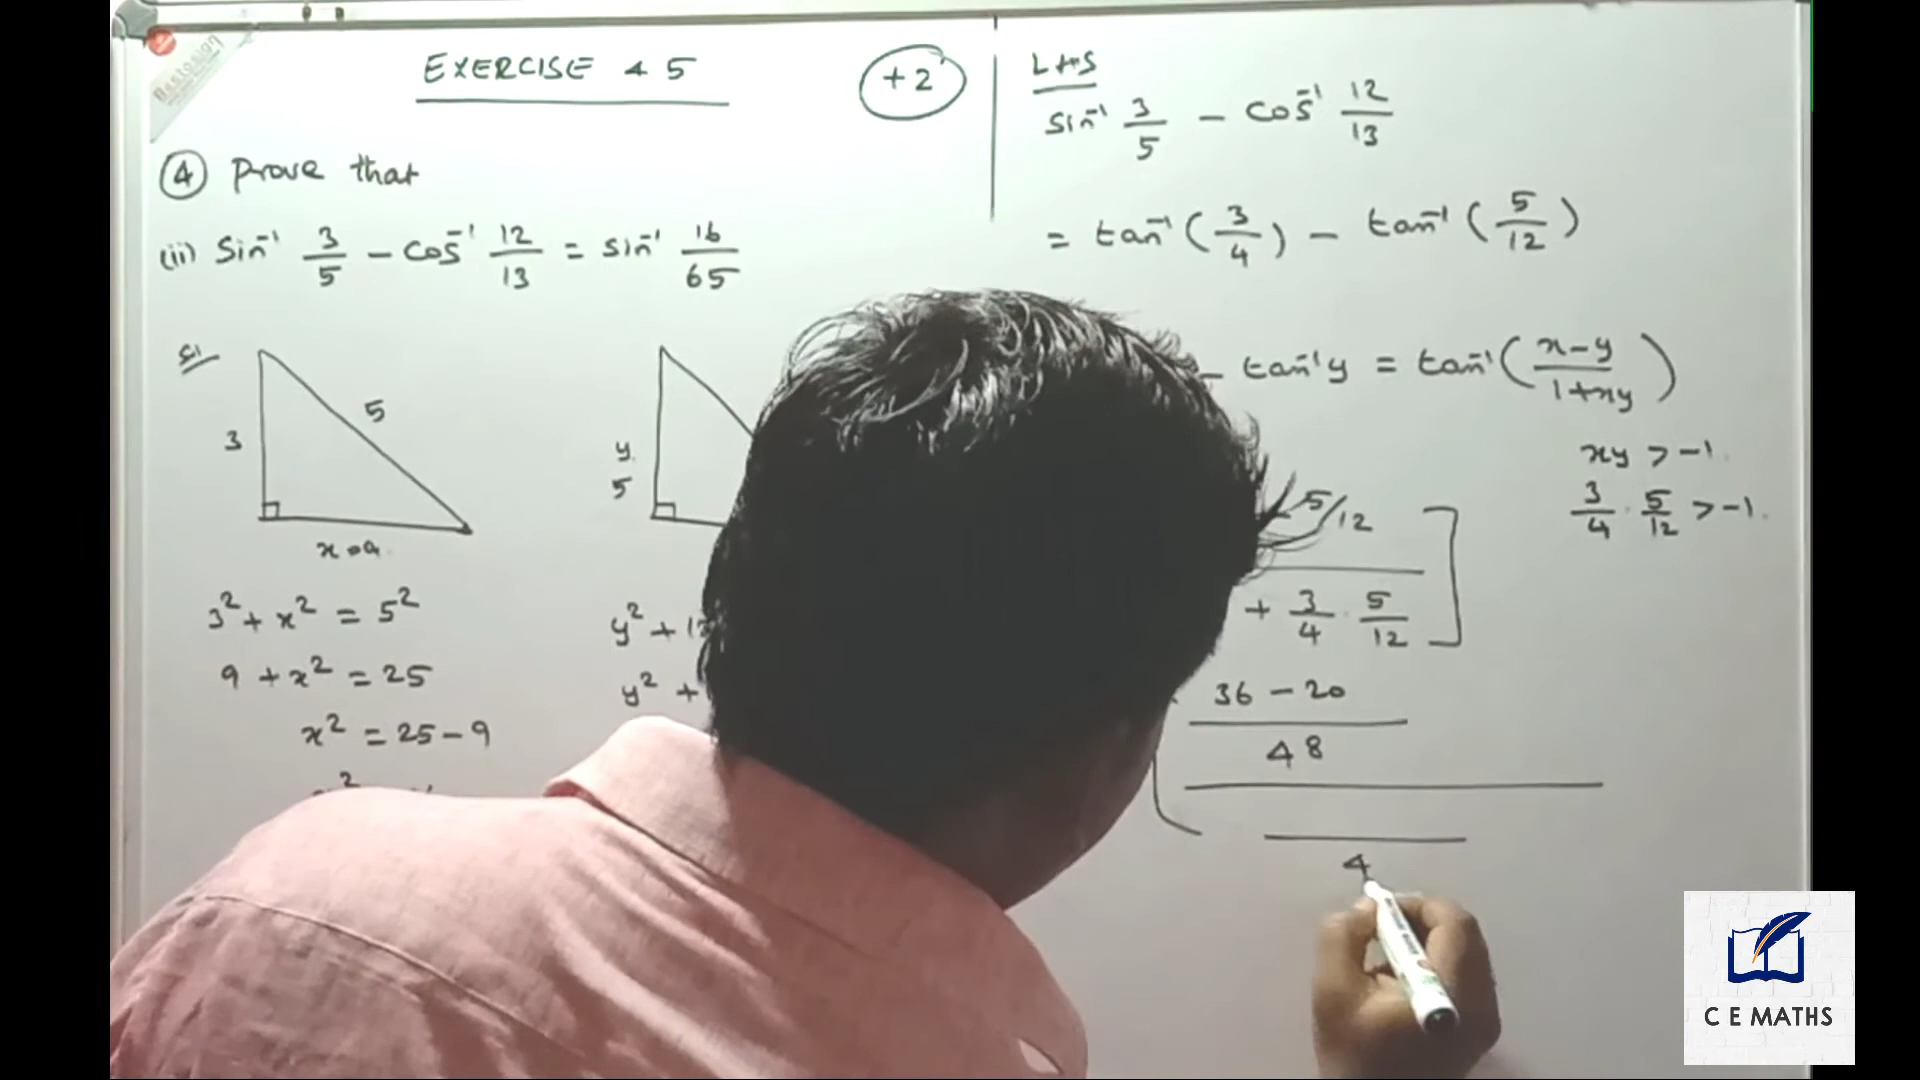 EXERCISE 4 5
+2
④ Prove that
(ii) Sin⁻¹ 3/5 - Cos⁻¹ 12/13 = Sin⁻¹ 16/65
3
5
3² + x² = 5²
9 + x² = 25
x² = 25 - 9
y
5
y² +
y² +
LHS
Sin⁻¹ 3/5 - Cos⁻¹ 12/13
= tan⁻¹ (3/4) - tan⁻¹ (5/12)
- tan⁻¹ y = tan⁻¹ (x-y/1+xy)
xy > -1.
3/4 . 5/12 > -1.
5/12
+ 3/4 . 5/12
36 - 20
48
4
C E MATHS